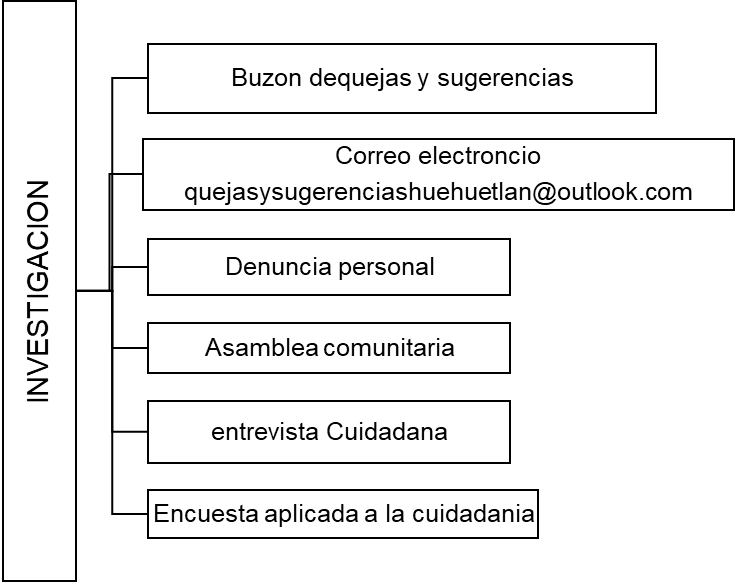 INVESTIGACION
Buzon dequejas y sugerencias
Correo electroncio
quejasysugerenciashuehuetlan@outlook.com
Denuncia personal
Asamblea comunitaria
entrevista Cuidadana
Encuesta aplicada a la cuidadania